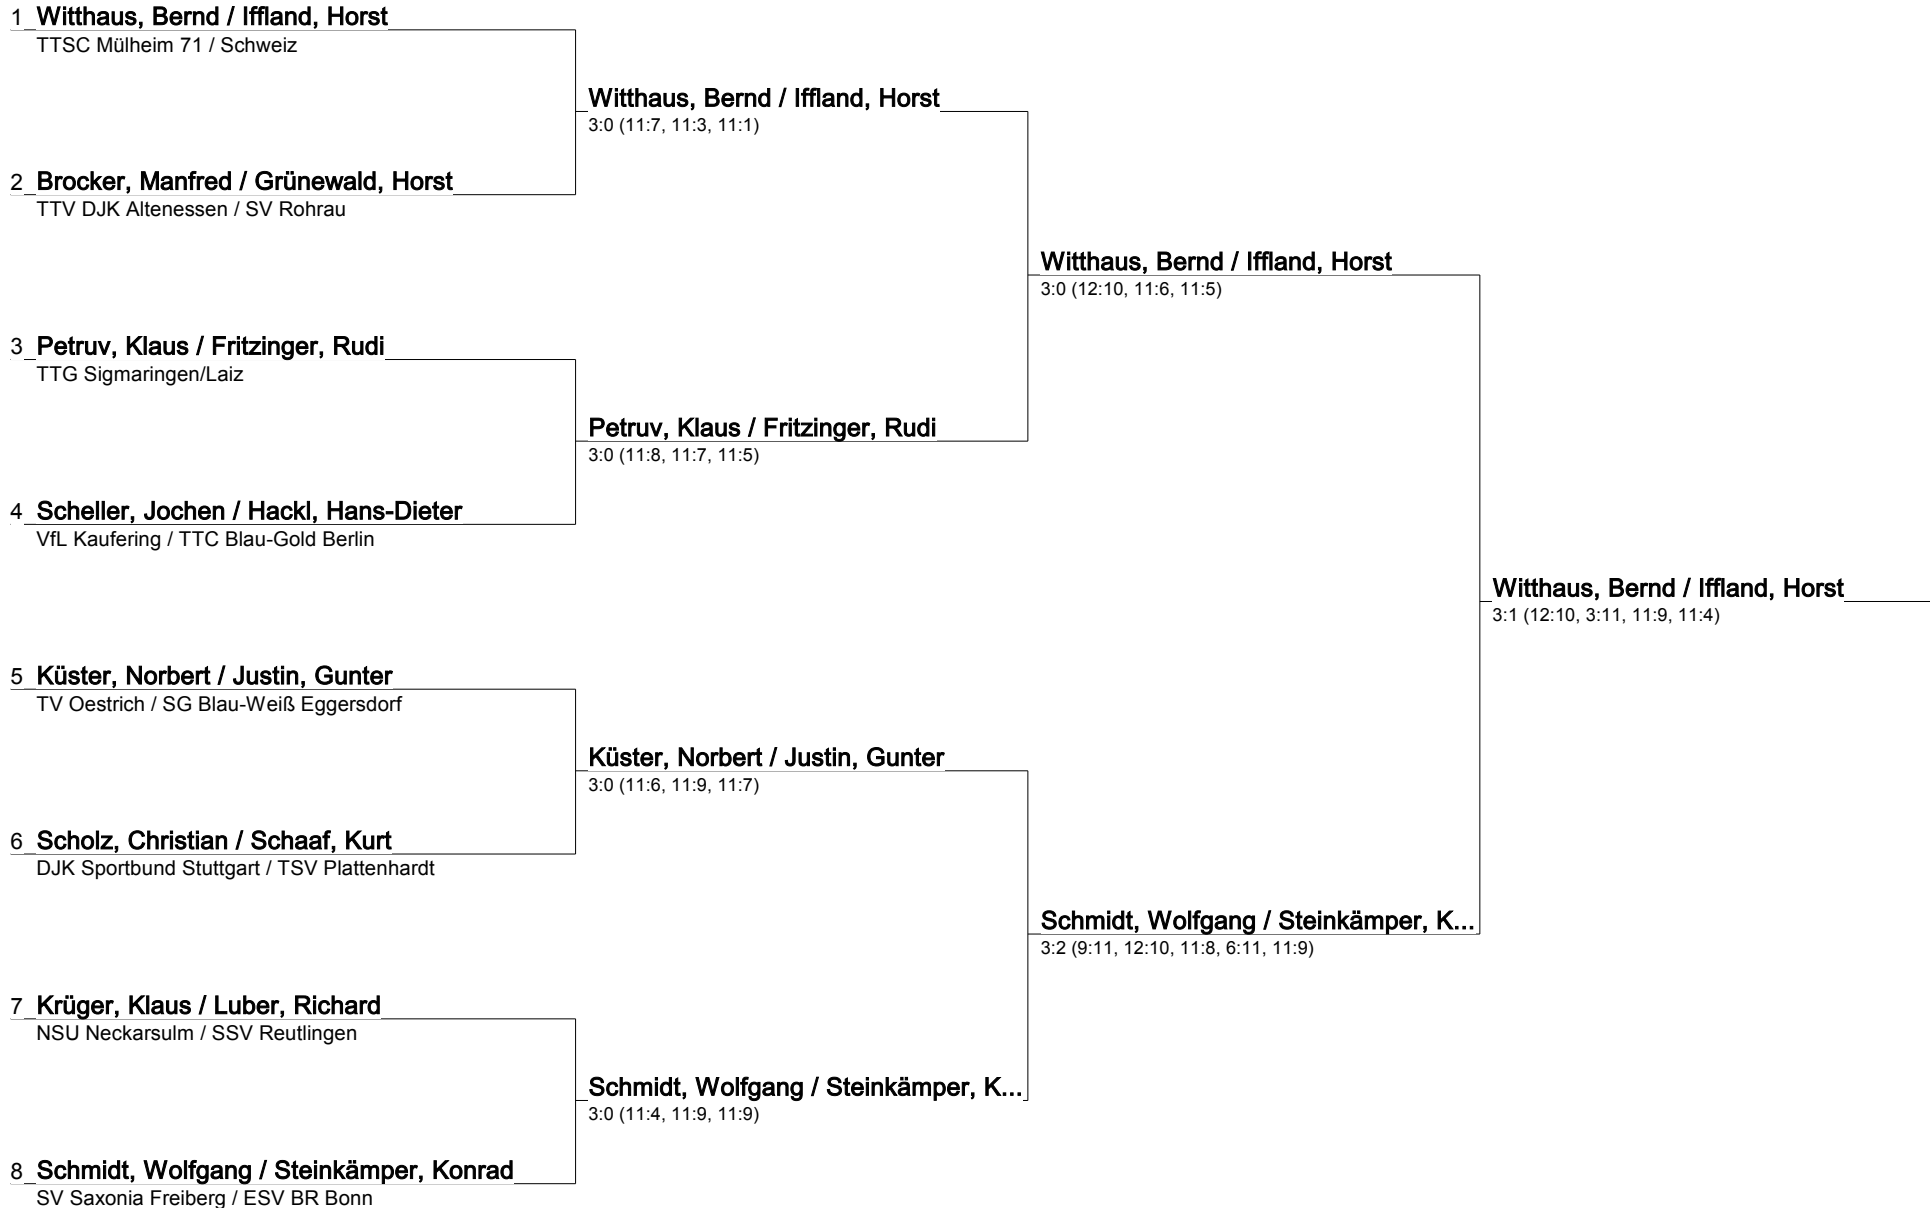 1 Witthaus, Bernd / Iffland, Horst
TTSC Mülheim 71 / Schweiz
Witthaus, Bernd / Iffland, Horst
3:0 (11:7, 11:3, 11:1)
2 Brocker, Manfred / Grünewald, Horst
TTV DJK Altenessen / SV Rohrau
Witthaus, Bernd / Iffland, Horst
3:0 (12:10, 11:6, 11:5)
3 Petruv, Klaus / Fritzinger, Rudi
TTG Sigmaringen/Laiz
Petruv, Klaus / Fritzinger, Rudi
3:0 (11:8, 11:7, 11:5)
4 Scheller, Jochen / Hackl, Hans-Dieter
VfL Kaufering / TTC Blau-Gold Berlin
Witthaus, Bernd / Iffland, Horst
3:1 (12:10, 3:11, 11:9, 11:4)
5 Küster, Norbert / Justin, Gunter
TV Oestrich / SG Blau-Weiß Eggersdorf
Küster, Norbert / Justin, Gunter
3:0 (11:6, 11:9, 11:7)
6 Scholz, Christian / Schaaf, Kurt
DJK Sportbund Stuttgart / TSV Plattenhardt
Schmidt, Wolfgang / Steinkämper, K...
3:2 (9:11, 12:10, 11:8, 6:11, 11:9)
7 Krüger, Klaus / Luber, Richard
NSU Neckarsulm / SSV Reutlingen
Schmidt, Wolfgang / Steinkämper, K...
3:0 (11:4, 11:9, 11:9)
8 Schmidt, Wolfgang / Steinkämper, Konrad
SV Saxonia Freiberg / ESV BR Bonn